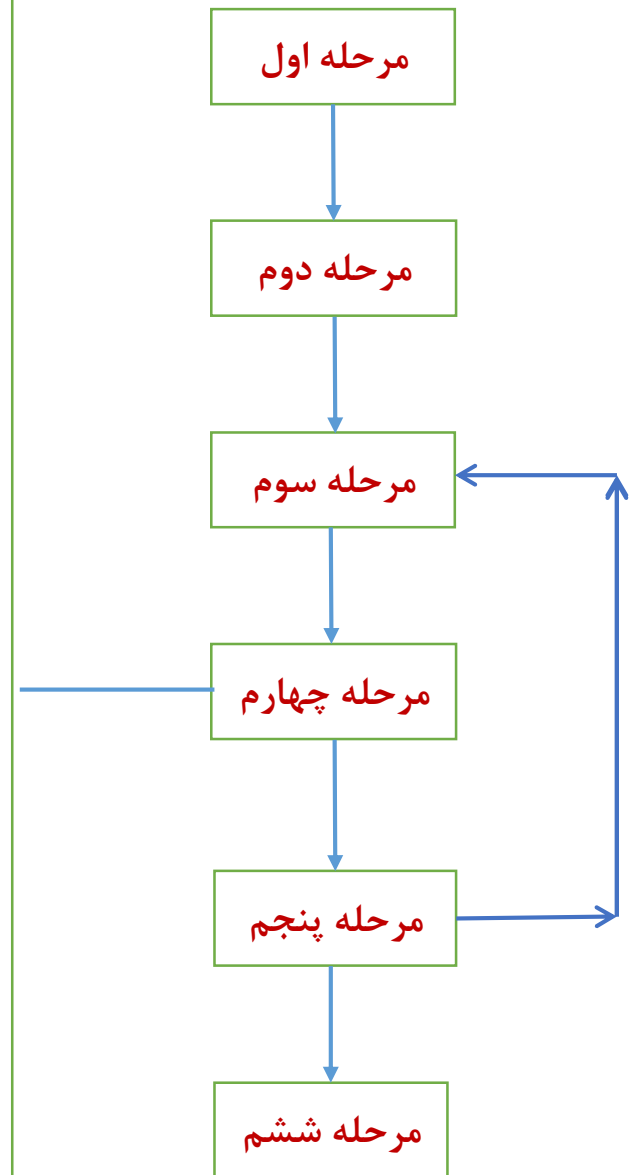 مرحله اول
مرحله دوم
مرحله سوم
مرحله چهارم
مرحله پنجم
مرحله ششم